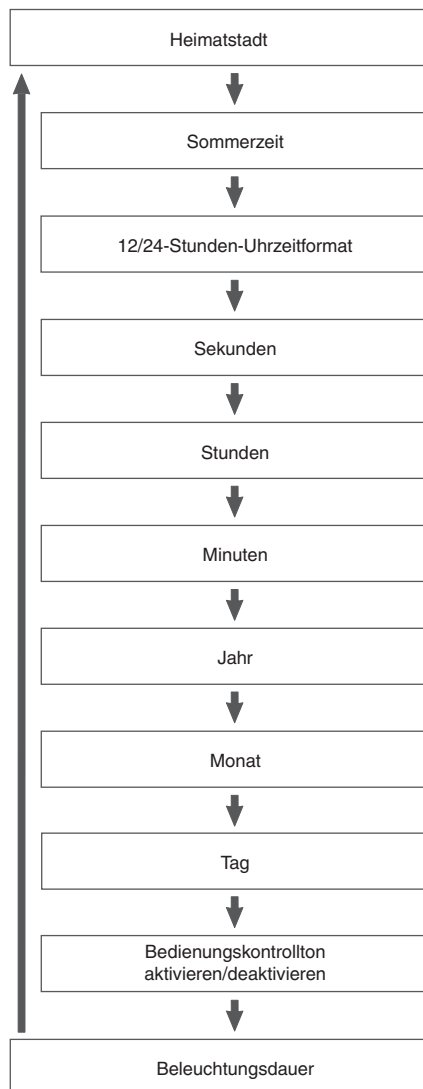 Heimatstadt
Sommerzeit
12/24-Stunden-Uhrzeitformat
Sekunden
Stunden
Minuten
Jahr
Monat
Tag
Bedienungskontrollton
aktivieren/deaktivieren
Beleuchtungsdauer